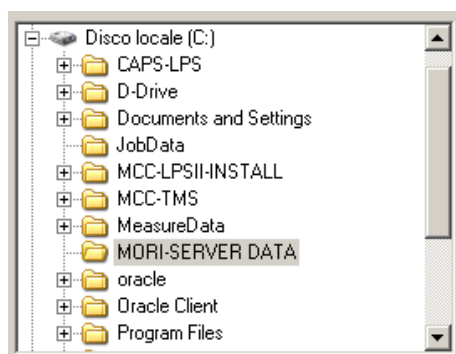 Disco locale (C:)
CAPS-LPS
D-Drive
Documents and Settings
JobData
MCC-LPSII-INSTALL
MCC-TMS
MeasureData
MORI-SERVER DATA
oracle
Oracle Client
Program Files